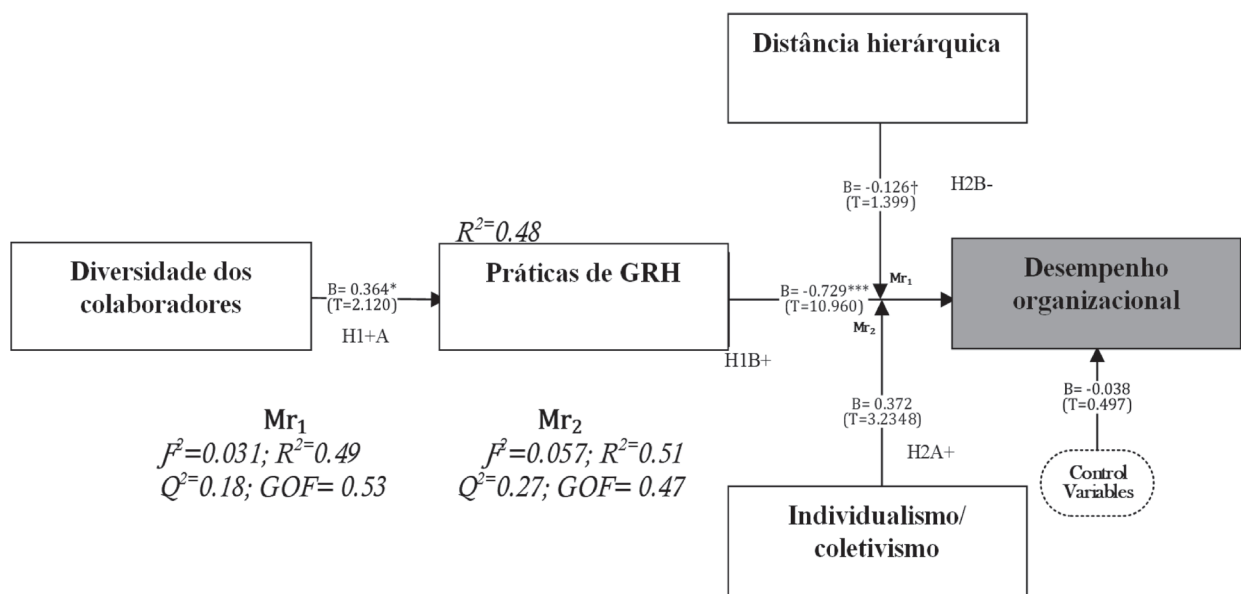 Distância hierárquica
B= -0.126†
(T=1.399)
H2B-
R²=0.48
Diversidade dos
colaboradores
B= 0.364*
(T=2.120)
H1+A
Práticas de GRH
B= -0.729***
(T=10.960)
H1B+
Mr₁
Mr₂
Desempenho
organizacional
B= 0.372
(T=3.2348)
H2A+
B= -0.038
(T=0.497)
Control
Variables
Individualismo/
coletivismo
Mr₁
F²=0.031; R²=0.49
Q²=0.18; GOF= 0.53
Mr₂
F²=0.057; R²=0.51
Q²=0.27; GOF= 0.47